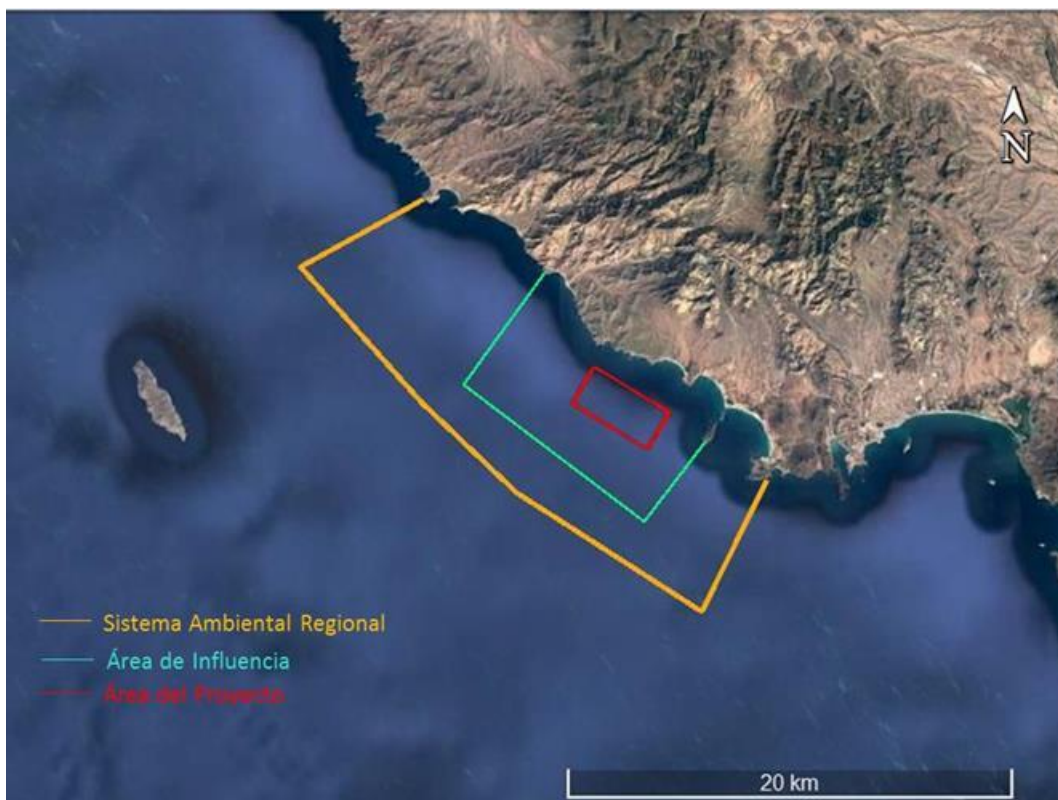 N
Sistema Ambiental Regional
Área de Influencia
Área del Proyecto
20 km